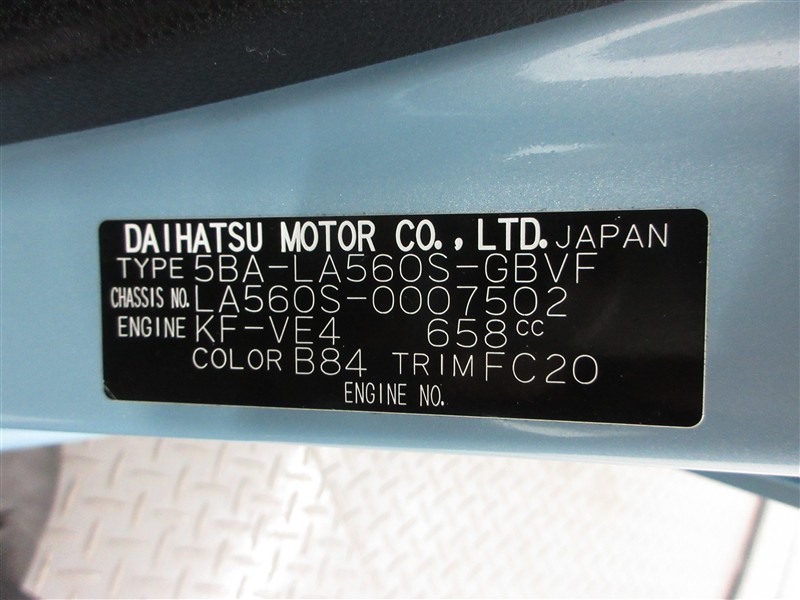 DAIHATSU MOTOR CO., LTD. JAPAN
TYPE 5BA-LA560S-GBVF
CHASSIS NO. LA560S-0007502
ENGINE KF-VE4 658cc
COLOR B84 TRIM FC20
ENGINE NO.